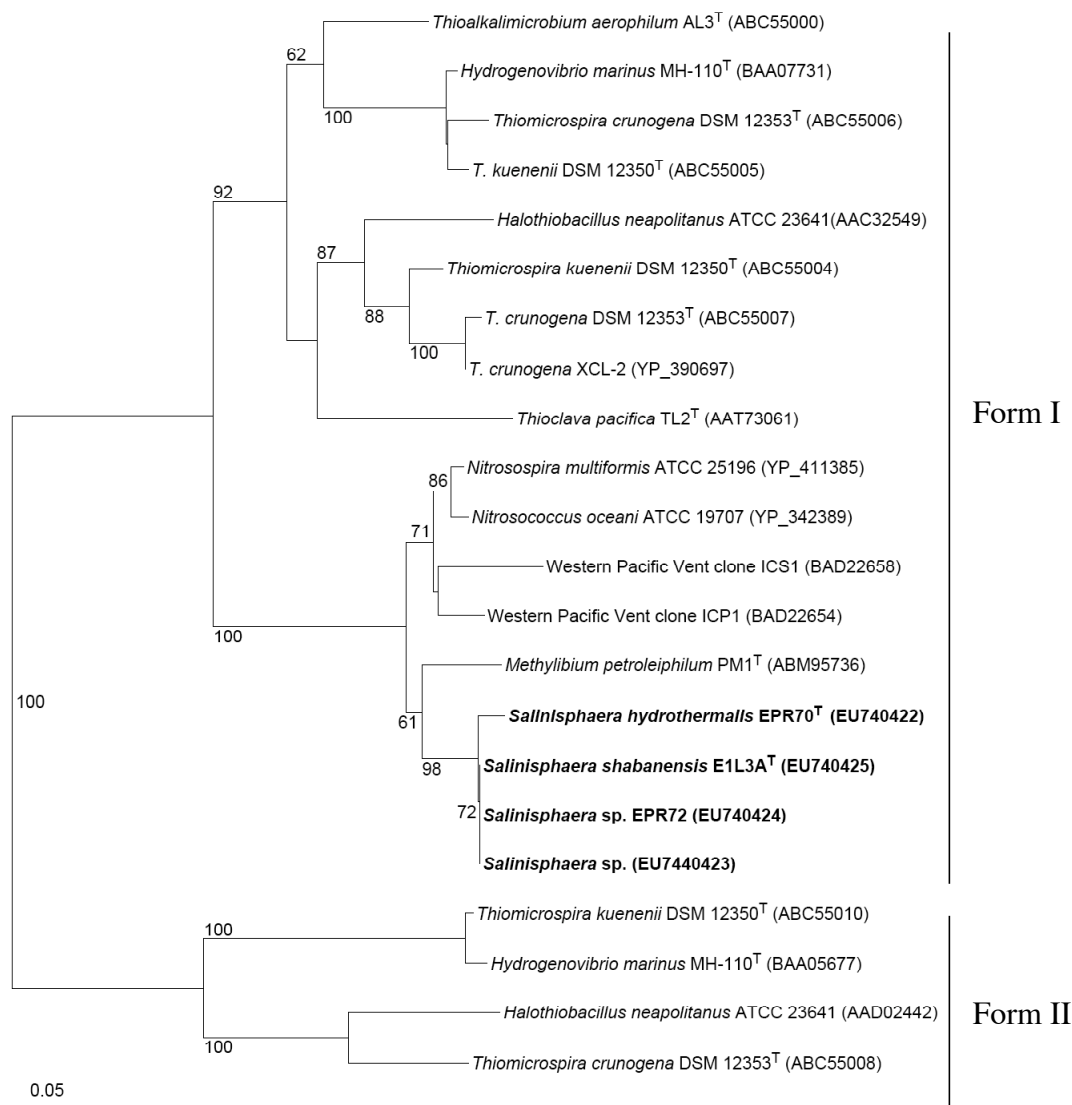 Thioalkalimicrobium aerophilum AL3T (ABC55000)
62
Hydrogenovibrio marinus MH-110T (BAA07731)
100
Thiomicrospira crunogena DSM 12353T (ABC55006)
T. kuenenii DSM 12350T (ABC55005)
92
Halothiobacillus neapolitanus ATCC 23641(AAC32549)
87
Thiomicrospira kuenenii DSM 12350T (ABC55004)
88
T. crunogena DSM 12353T (ABC55007)
100
T. crunogena XCL-2 (YP_390697)
Thioclava pacifica TL2T (AAT73061)
Form I
Nitrosospira multiformis ATCC 25196 (YP_411385)
86
Nitrosococcus oceani ATCC 19707 (YP_342389)
71
Western Pacific Vent clone ICS1 (BAD22658)
Western Pacific Vent clone ICP1 (BAD22654)
100
Methylibium petroleiphilum PM1T (ABM95736)
100
61
Salinisphaera hydrothermalis EPR70T (EU740422)
98
Salinisphaera shabanensis E1L3AT (EU740425)
72
Salinisphaera sp. EPR72 (EU740424)
Salinisphaera sp. (EU7440423)
Thiomicrospira kuenenii DSM 12350T (ABC55010)
100
Hydrogenovibrio marinus MH-110T (BAA05677)
Halothiobacillus neapolitanus ATCC 23641 (AAD02442)
Form II
100
Thiomicrospira crunogena DSM 12353T (ABC55008)
0.05